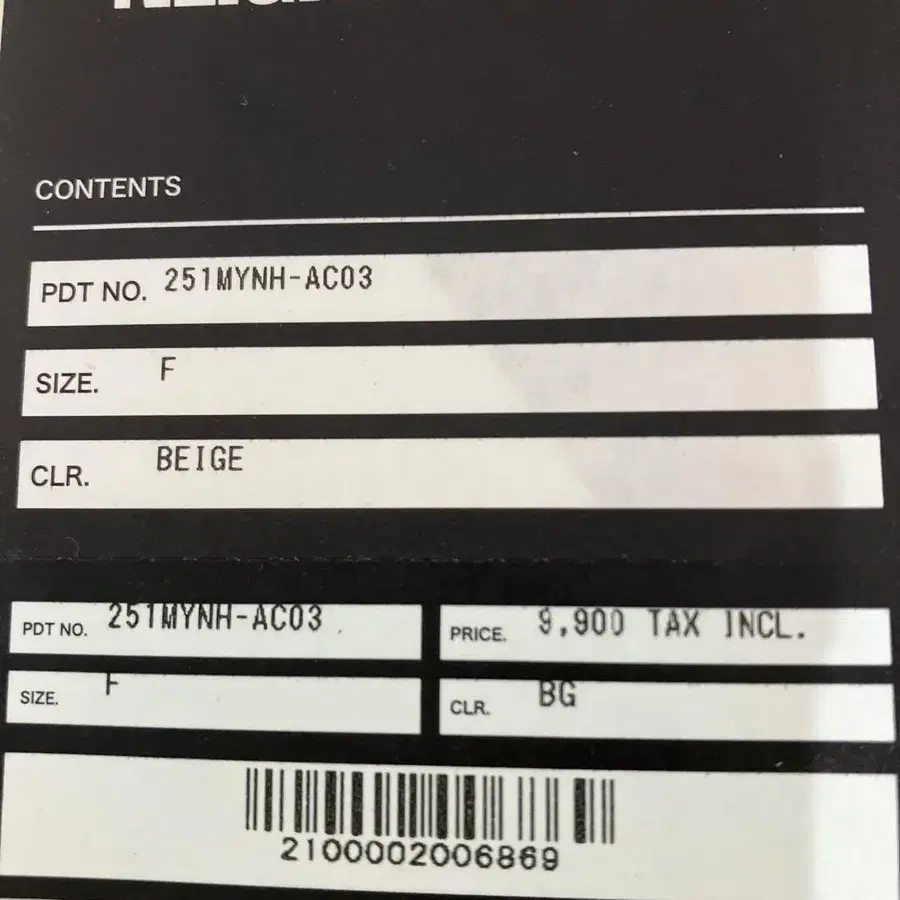 CONTENTS
PDT NO. 251MYNH-AC03
SIZE. F
CLR. BEIGE
PDT NO. 251MYNH-AC03
PRICE. 9,900 TAX INCL.
SIZE. F
CLR. BG
2100002006869